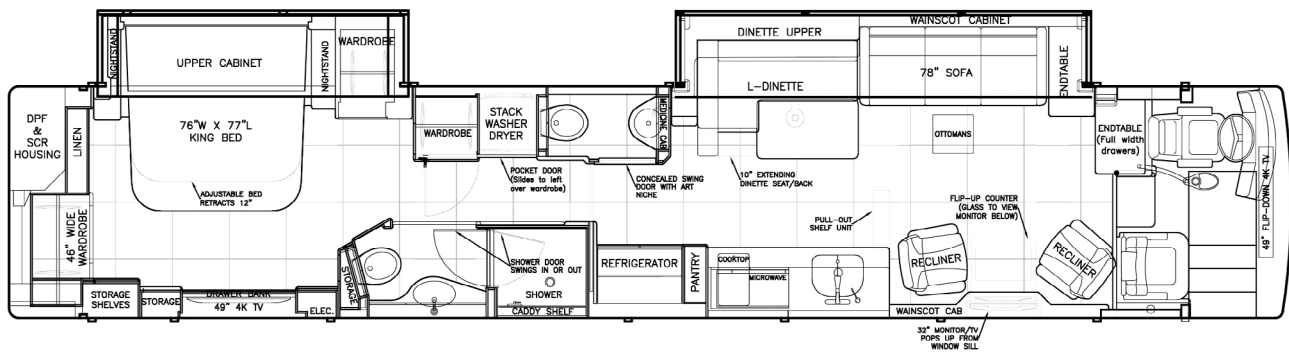 NIGHTSTAND
UPPER CABINET
NIGHTSTAND
WARDROBE
76"W X 77"L
KING BED
ADJUSTABLE BED
RETRACTS 12"
DPF
&
SCR
HOUSING
LINEN
46" WIDE
WARDROBE
STORAGE
SHELVES
STORAGE
DRAWER BANK
49" 4K TV
ELEC.
STORAGE
WARDROBE
STACK
WASHER
DRYER
MEDICINE CAB
POCKET DOOR
(Slides to left
over wardrobe)
CONCEALED SWING
DOOR WITH ART
NICHE
SHOWER DOOR
SWINGS IN OR OUT
SHOWER
CADDY SHELF
REFRIGERATOR
PANTRY
COOKTOP
MICROWAVE
DINETTE UPPER
L-DINETTE
WAINSCOT CABINET
78" SOFA
ENDTABLE
OTTOMANS
10" EXTENDING
DINETTE SEAT/BACK
PULL-OUT
SHELF UNIT
FLIP-UP COUNTER
(GLASS TO VIEW
MONITOR BELOW)
RECLINER
RECLINER
WAINSCOT CAB
32" MONITOR/TV
POPS UP FROM
WINDOW SILL
ENDTABLE
(Full width
drawers)
49" FLIP-DOWN 4K TV